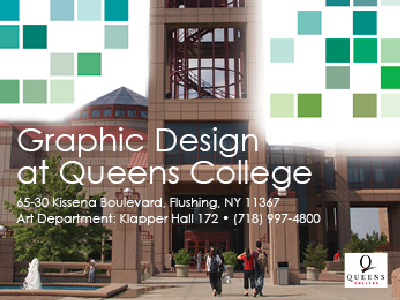 Graphic Design
at Queens College
65-30 Kissena Boulevard, Flushing, NY 11367
Art Department: Klapper Hall 172 • (718) 997-4800
Q
QUEENS
COLLEGE